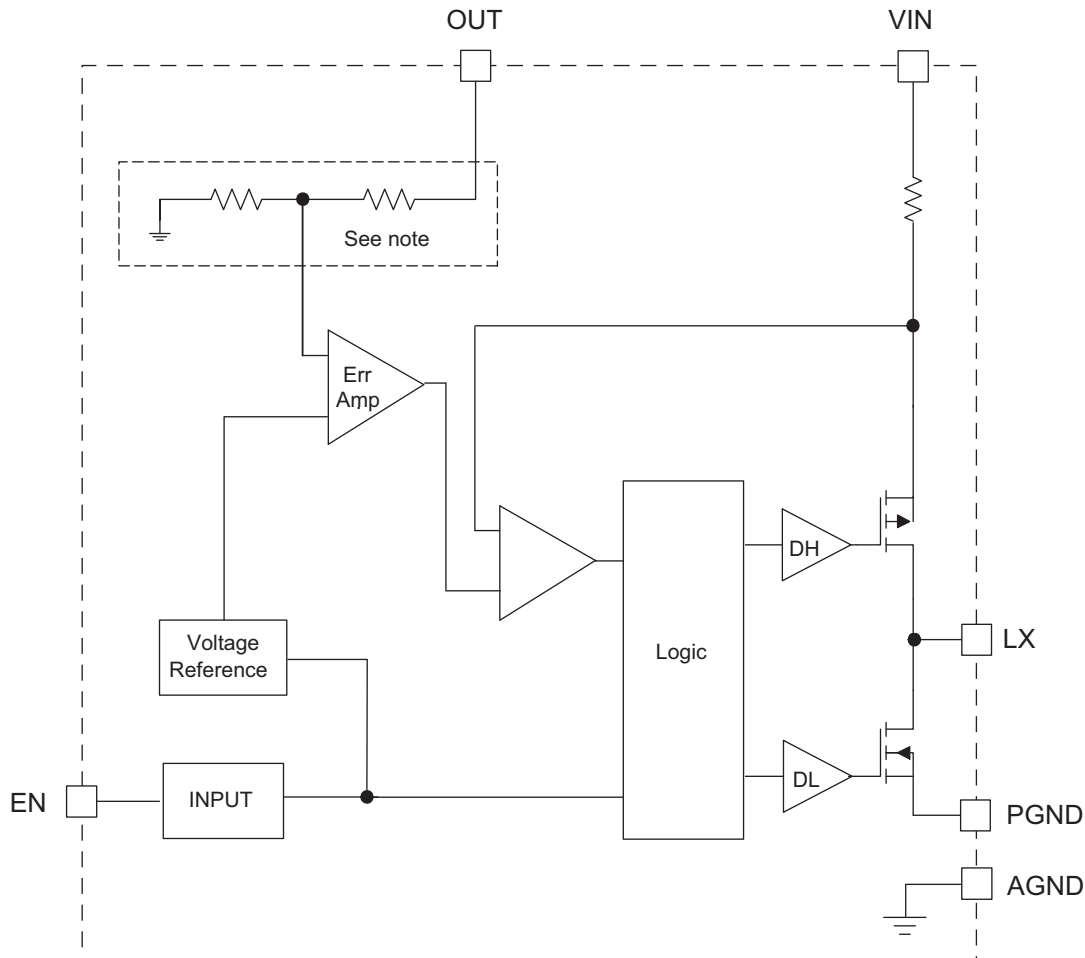 OUT
VIN
See note
Err
Amp
DH
Voltage
Reference
Logic
LX
EN
INPUT
DL
PGND
AGND